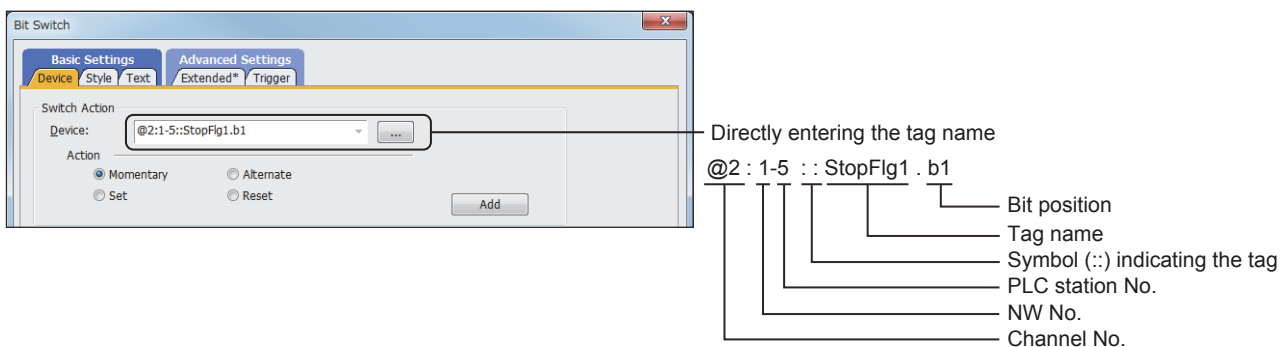 Bit Switch
x
Basic Settings
Advanced Settings
Device
Style
Text
Extended*
Trigger
Switch Action
Device:
@2:1-5::StopFlg1.b1
...
Action
Momentary
Alternate
Set
Reset
Add
Directly entering the tag name
@2 : 1-5 : : StopFlg1 . b1
Bit position
Tag name
Symbol (::) indicating the tag
PLC station No.
NW No.
Channel No.